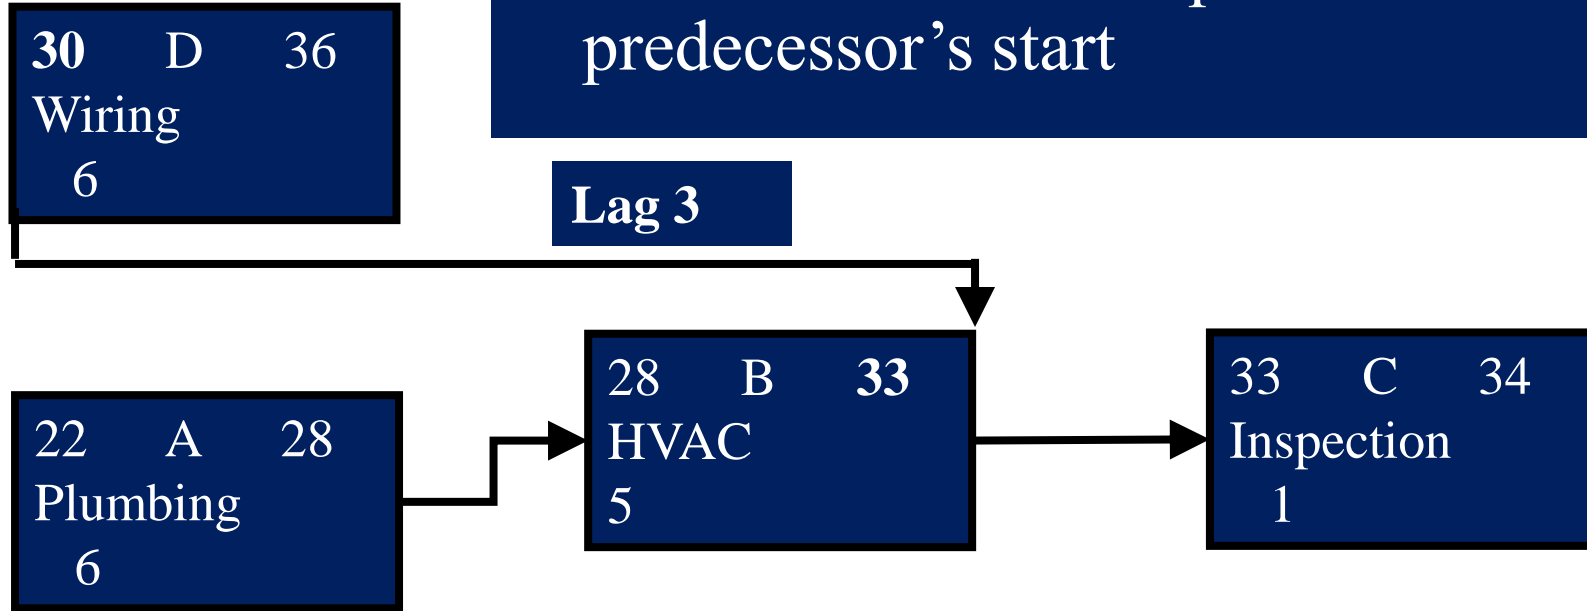 predecessor’s start
30 D 36
Wiring
6
Lag 3
22 A 28
Plumbing
6
28 B 33
HVAC
5
33 C 34
Inspection
1